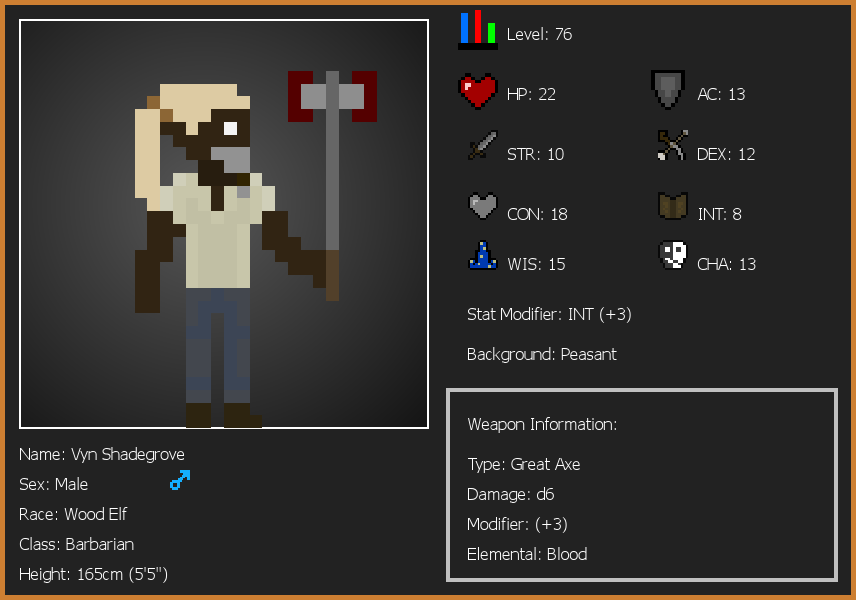 Level: 76
HP: 22
AC: 13
STR: 10
DEX: 12
CON: 18
INT: 8
WIS: 15
CHA: 13
Stat Modifier: INT (+3)
Background: Peasant
Weapon Information:
Type: Great Axe
Damage: d6
Modifier: (+3)
Elemental: Blood
Name: Vyn Shadegrove
Sex: Male
Race: Wood Elf
Class: Barbarian
Height: 165cm (5'5")